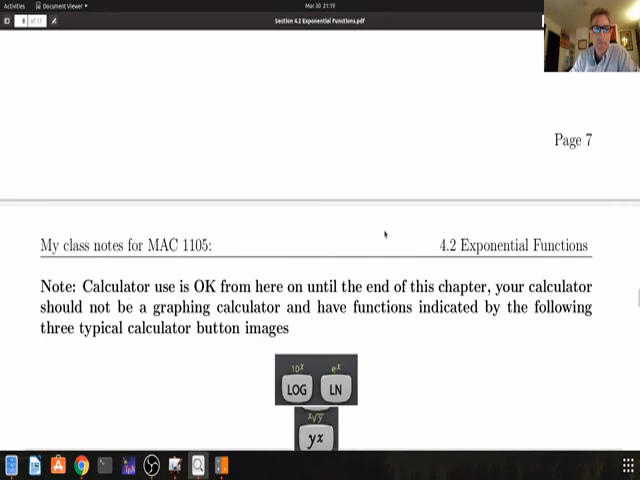 Activities Document Viewer Mar 30 21:19
8 of 11 Section 4.2 Exponential Functions.pdf
Page 7
My class notes for MAC 1105: 4.2 Exponential Functions
Note: Calculator use is OK from here on until the end of this chapter, your calculator
should not be a graphing calculator and have functions indicated by the following
three typical calculator button images
10ˣ eˣ
LOG LN
ˣ√y
yˣ